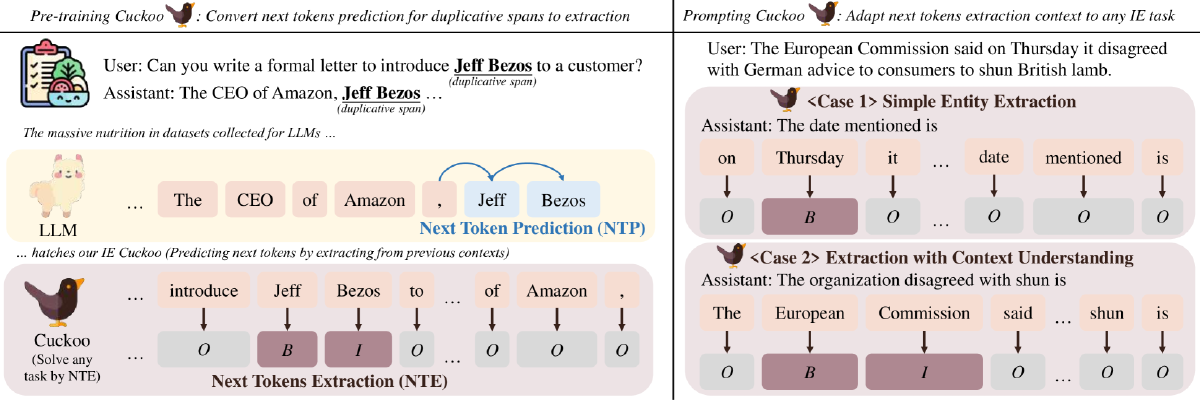 Pre-training Cuckoo : Convert next tokens prediction for duplicative spans to extraction
User: Can you write a formal letter to introduce Jeff Bezos to a customer?
(duplicative span)
Assistant: The CEO of Amazon, Jeff Bezos …
(duplicative span)
The massive nutrition in datasets collected for LLMs …
LLM
… The CEO of Amazon , Jeff Bezos
Next Token Prediction (NTP)
… hatches our IE Cuckoo (Predicting next tokens by extracting from previous contexts)
Cuckoo
(Solve any
task by NTE)
… introduce Jeff Bezos to … of Amazon ,
… O B I O … O O O
Next Tokens Extraction (NTE)
Prompting Cuckoo : Adapt next tokens extraction context to any IE task
User: The European Commission said on Thursday it disagreed
with German advice to consumers to shun British lamb.
<Case 1> Simple Entity Extraction
Assistant: The date mentioned is
on Thursday it … date mentioned is
O B O … O O O
<Case 2> Extraction with Context Understanding
Assistant: The organization disagreed with shun is
The European Commission said … shun is
O B I O … O O